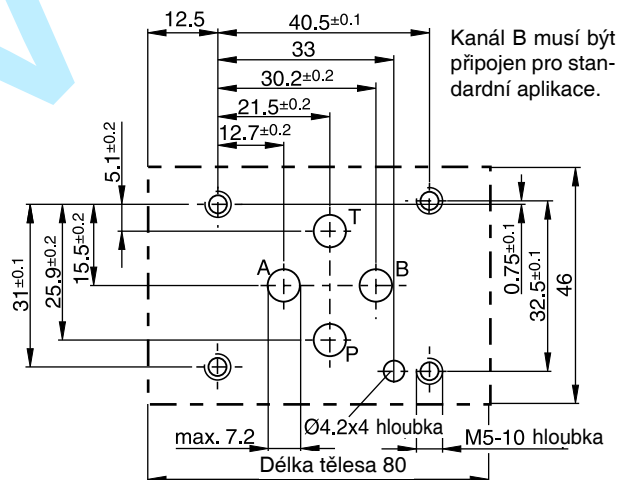 12.5
40.5±0.1
33
30.2±0.2
21.5±0.2
12.7±0.2
Kanál B musí být
připojen pro stan-
dardní aplikace.
5.1±0.2
T
A
B
P
31±0.1
25.9±0.2
15.5±0.2
0.75±0.1
32.5±0.1
46
Ø4.2x4 hloubka
max. 7.2
M5-10 hloubka
Délka tělesa 80